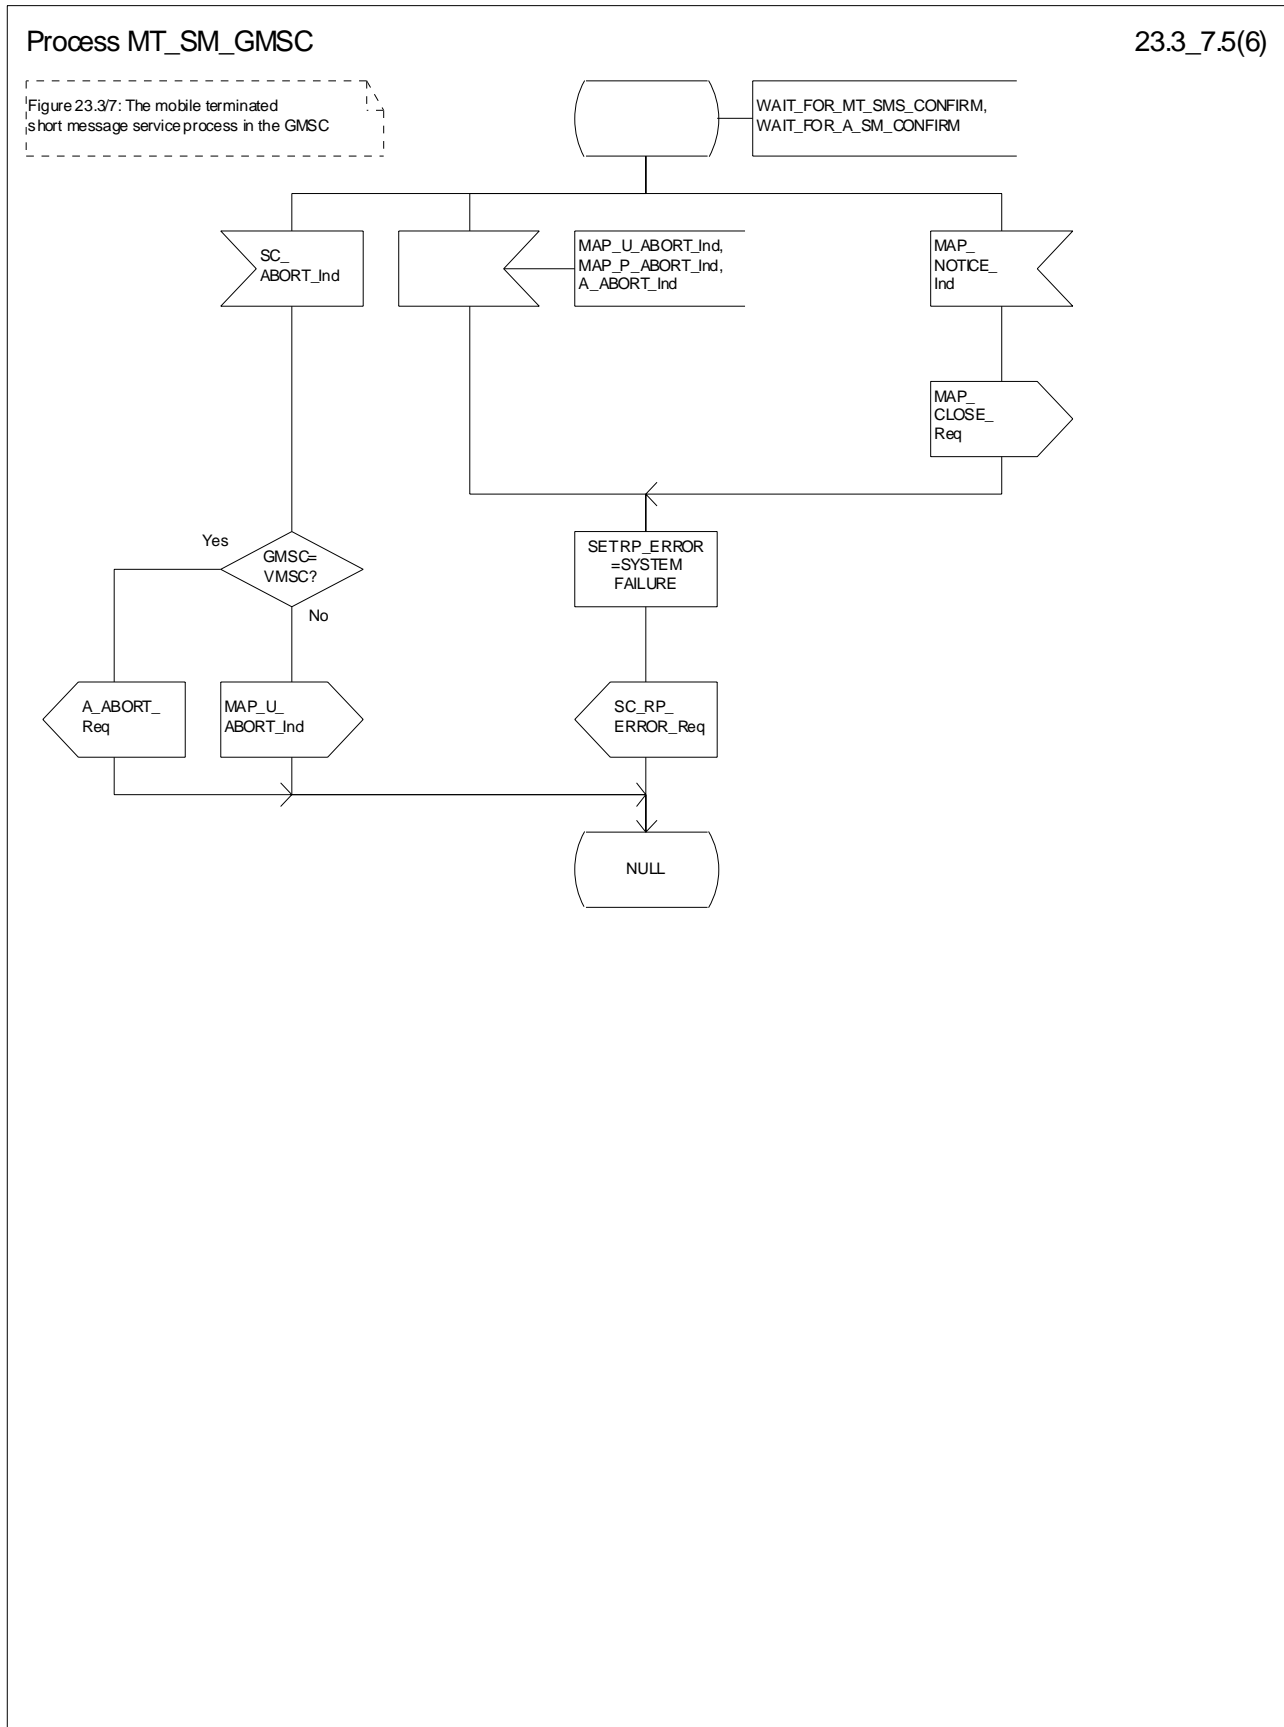 Process MT_SM_GMSC
23.3_7.5(6)
Figure 23.3/7: The mobile terminated
short message service process in the GMSC
WAIT_FOR_MT_SMS_CONFIRM,
WAIT_FOR_A_SM_CONFIRM
SC_
ABORT_Ind
MAP_U_ABORT_Ind,
MAP_P_ABORT_Ind,
A_ABORT_Ind
MAP_
NOTICE_
Ind
MAP_
CLOSE_
Req
Yes
GMSC=
VMSC?
No
SET RP_ERROR
=SYSTEM
FAILURE
A_ABORT_
Req
MAP_U_
ABORT_Ind
SC_RP_
ERROR_Req
NULL